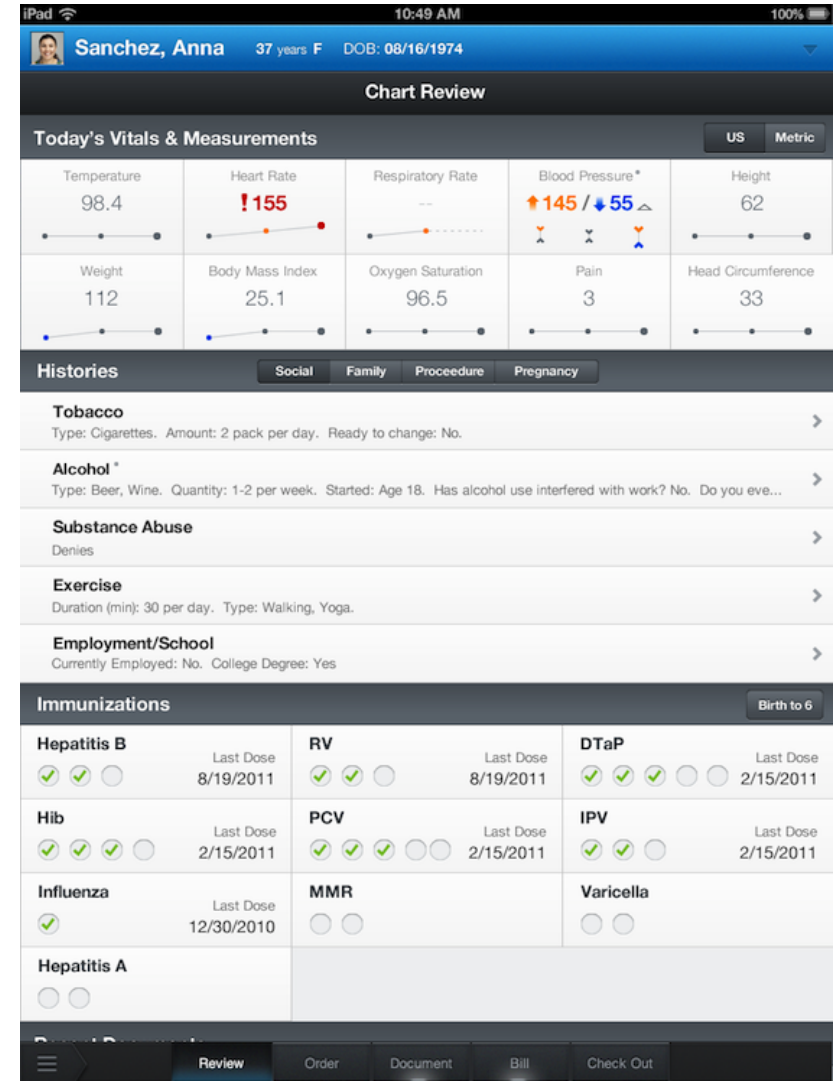 iPad 10:49 AM 100%
Sanchez, Anna 37 years F DOB: 08/16/1974
Chart Review
Today's Vitals & Measurements US Metric
Temperature Heart Rate Respiratory Rate Blood Pressure* Height
98.4 !155 -- 145 / 55 62
Weight Body Mass Index Oxygen Saturation Pain Head Circumference
112 25.1 96.5 3 33
Histories Social Family Proceedure Pregnancy
Tobacco
Type: Cigarettes. Amount: 2 pack per day. Ready to change: No.
Alcohol *
Type: Beer, Wine. Quantity: 1-2 per week. Started: Age 18. Has alcohol use interfered with work? No. Do you eve...
Substance Abuse
Denies
Exercise
Duration (min): 30 per day. Type: Walking, Yoga.
Employment/School
Currently Employed: No. College Degree: Yes
Immunizations Birth to 6
Hepatitis B RV DTaP
Last Dose Last Dose Last Dose
8/19/2011 8/19/2011 2/15/2011
Hib PCV IPV
Last Dose Last Dose Last Dose
2/15/2011 2/15/2011 2/15/2011
Influenza MMR Varicella
Last Dose
12/30/2010
Hepatitis A
Review Order Document Bill Check Out